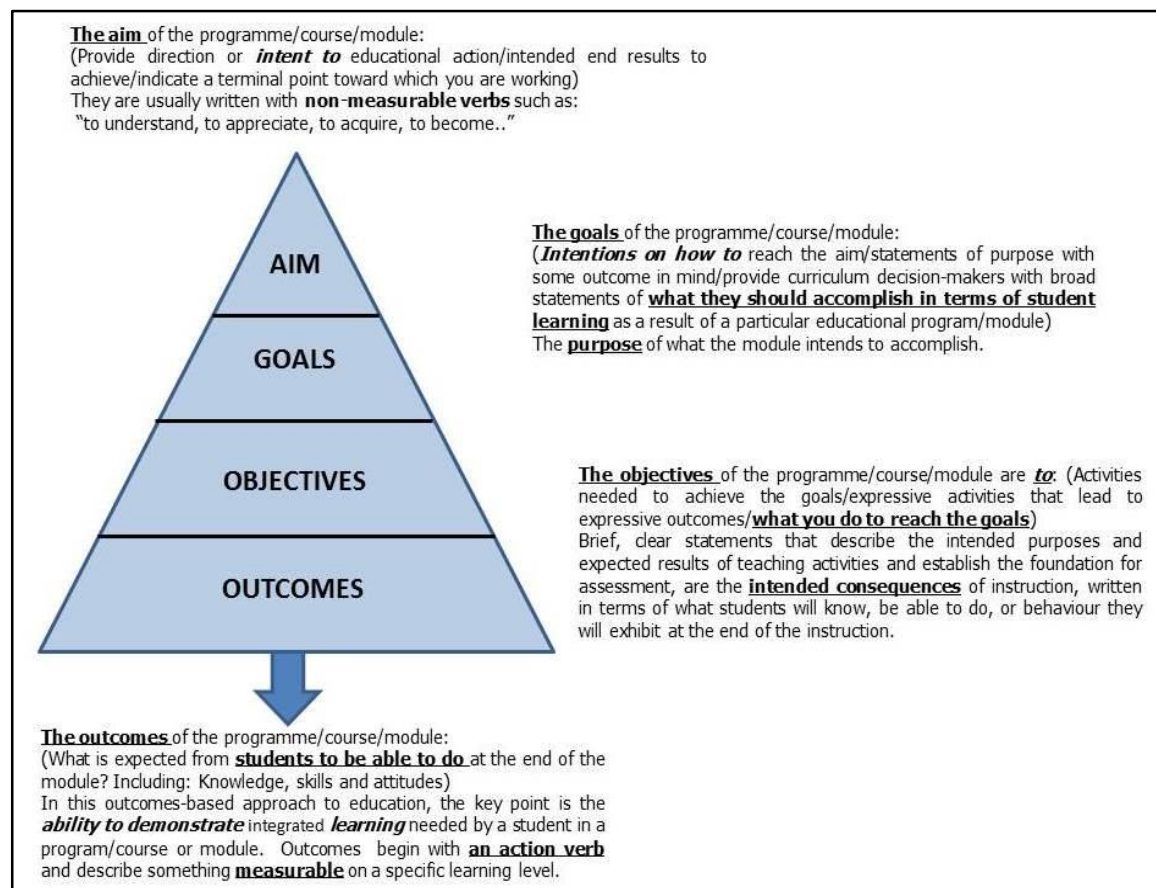 The aim of the programme/course/module:
(Provide direction or intent to educational action/intended end results to
achieve/indicate a terminal point toward which you are working)
They are usually written with non-measurable verbs such as:
“to understand, to appreciate, to acquire, to become..”
AIM
GOALS
OBJECTIVES
OUTCOMES
The goals of the programme/course/module:
(Intentions on how to reach the aim/statements of purpose with
some outcome in mind/provide curriculum decision-makers with broad
statements of what they should accomplish in terms of student
learning as a result of a particular educational program/module)
The purpose of what the module intends to accomplish.
The objectives of the programme/course/module are to: (Activities
needed to achieve the goals/expressive activities that lead to
expressive outcomes/what you do to reach the goals)
Brief, clear statements that describe the intended purposes and
expected results of teaching activities and establish the foundation for
assessment, are the intended consequences of instruction, written
in terms of what students will know, be able to do, or behaviour they
will exhibit at the end of the instruction.
The outcomes of the programme/course/module:
(What is expected from students to be able to do at the end of the
module? Including: Knowledge, skills and attitudes)
In this outcomes-based approach to education, the key point is the
ability to demonstrate integrated learning needed by a student in a
program/course or module. Outcomes begin with an action verb
and describe something measurable on a specific learning level.